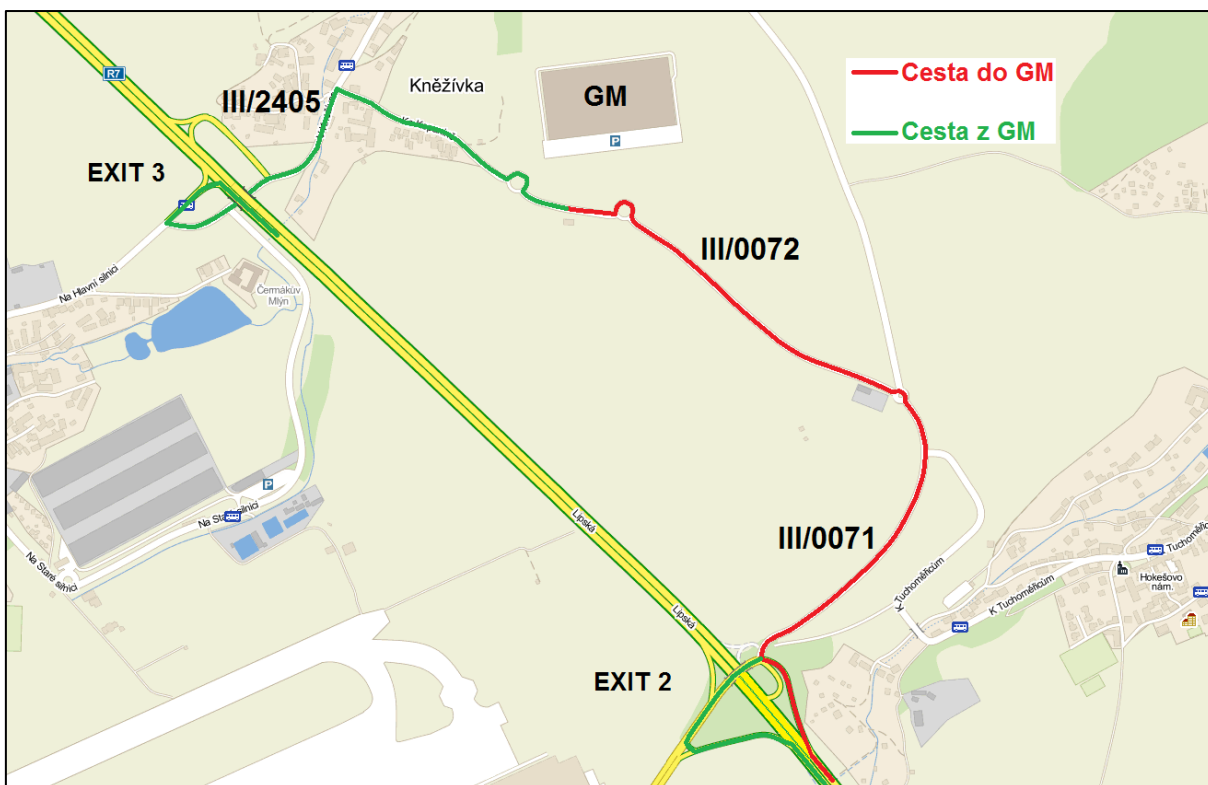 R7
III/2405
Kněžívka
GM
P
Cesta do GM
Cesta z GM
EXIT 3
III/0072
Na Hlavní silnici
Čermákův
Mlýn
P
Na Staré silnici
Na Staré silnici
Lipská
Lipská
III/0071
K Tuchoměřicům
K Tuchoměřicům
Hokešovo
nám.
EXIT 2